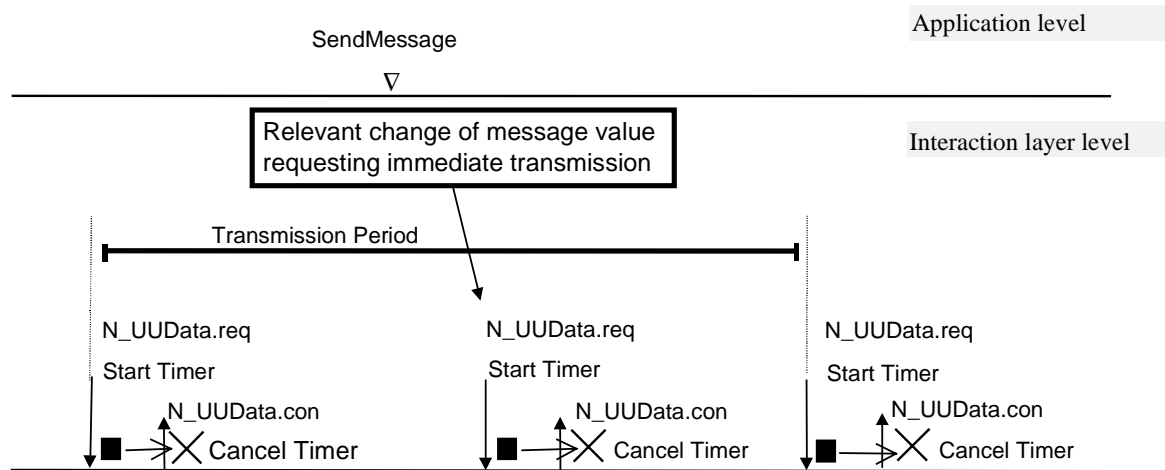 Application level
SendMessage
∇
Relevant change of message value
requesting immediate transmission
Interaction layer level
Transmission Period
N_UUData.req
N_UUData.req
N_UUData.req
Start Timer
Start Timer
Start Timer
N_UUData.con
N_UUData.con
N_UUData.con
Cancel Timer
Cancel Timer
Cancel Timer